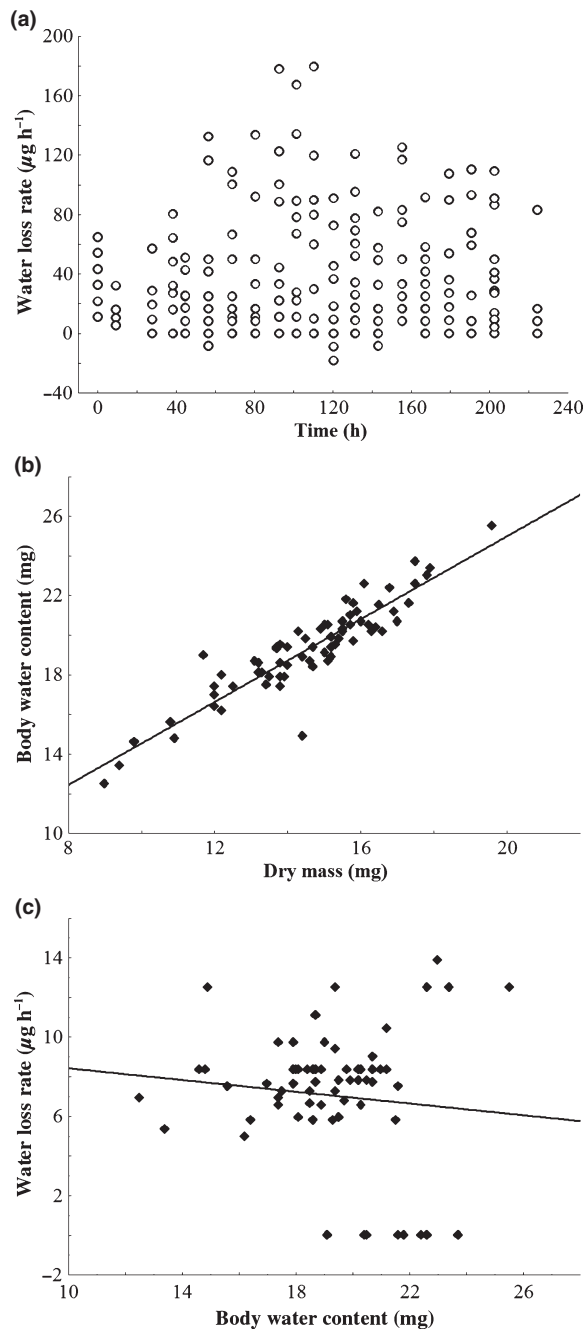 (a)
200
160
120
80
40
0
–40
Water loss rate (µg h⁻¹)
0 40 80 120 160 200 240
Time (h)
(b)
26
22
18
14
10
Body water content (mg)
8 12 16 20
Dry mass (mg)
(c)
14
10
6
2
–2
Water loss rate (µg h⁻¹)
10 14 18 22 26
Body water content (mg)